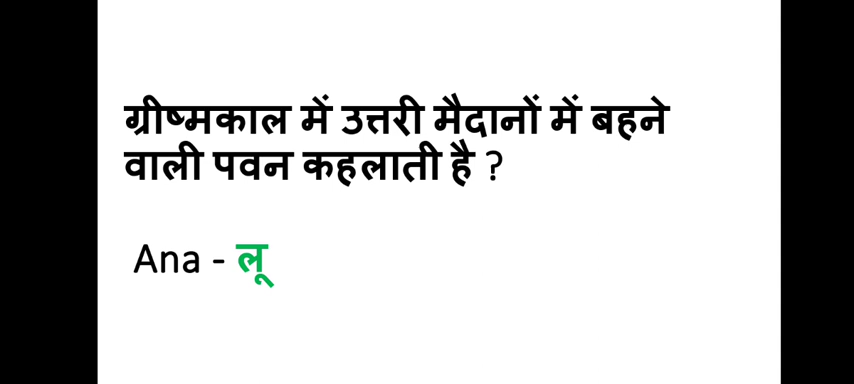 ग्रीष्मकाल में उत्तरी मैदानों में बहने
वाली पवन कहलाती है ?
Ana - लू